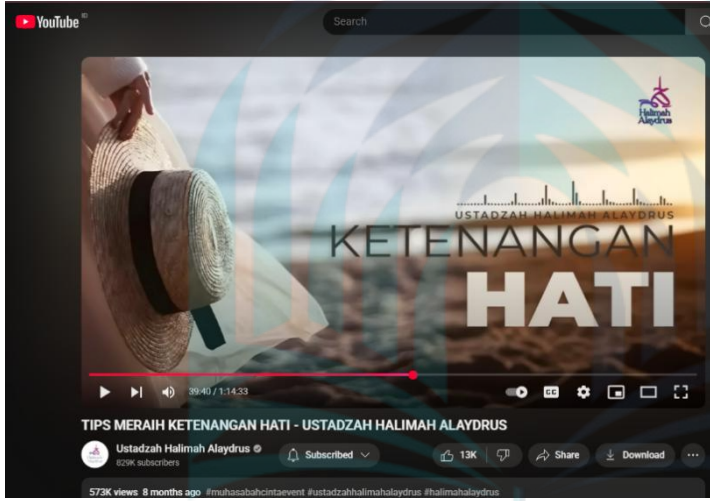 YouTube ID
Search
Halimah
Alaydrus
USTADZAH HALIMAH ALAYDRUS
KETENANGAN
HATI
39:40 / 1:14:33
CC
TIPS MERAIH KETENANGAN HATI - USTADZAH HALIMAH ALAYDRUS
Ustadzah Halimah Alaydrus
829K subscribers
Subscribed
13K
Share
Download
573K views 8 months ago #muhasabahcintaevent #ustadzahhalimahalaydrus #halimahalaydrus